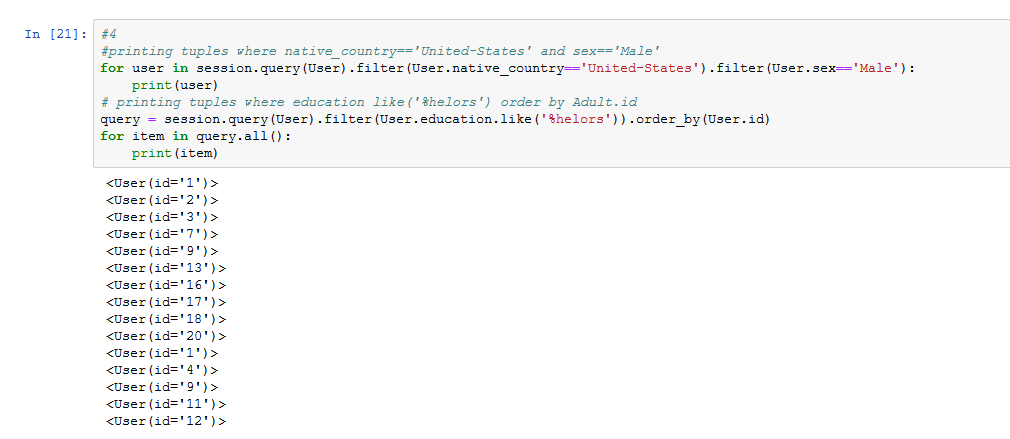 In [21]: #4
#printing tuples where native_country=='United-States' and sex=='Male'
for user in session.query(User).filter(User.native_country=='United-States').filter(User.sex=='Male'):
    print(user)
# printing tuples where education like('%helors') order by Adult.id
query = session.query(User).filter(User.education.like('%helors')).order_by(User.id)
for item in query.all():
    print(item)
<User(id='1')>
<User(id='2')>
<User(id='3')>
<User(id='7')>
<User(id='9')>
<User(id='13')>
<User(id='16')>
<User(id='17')>
<User(id='18')>
<User(id='20')>
<User(id='1')>
<User(id='4')>
<User(id='9')>
<User(id='11')>
<User(id='12')>